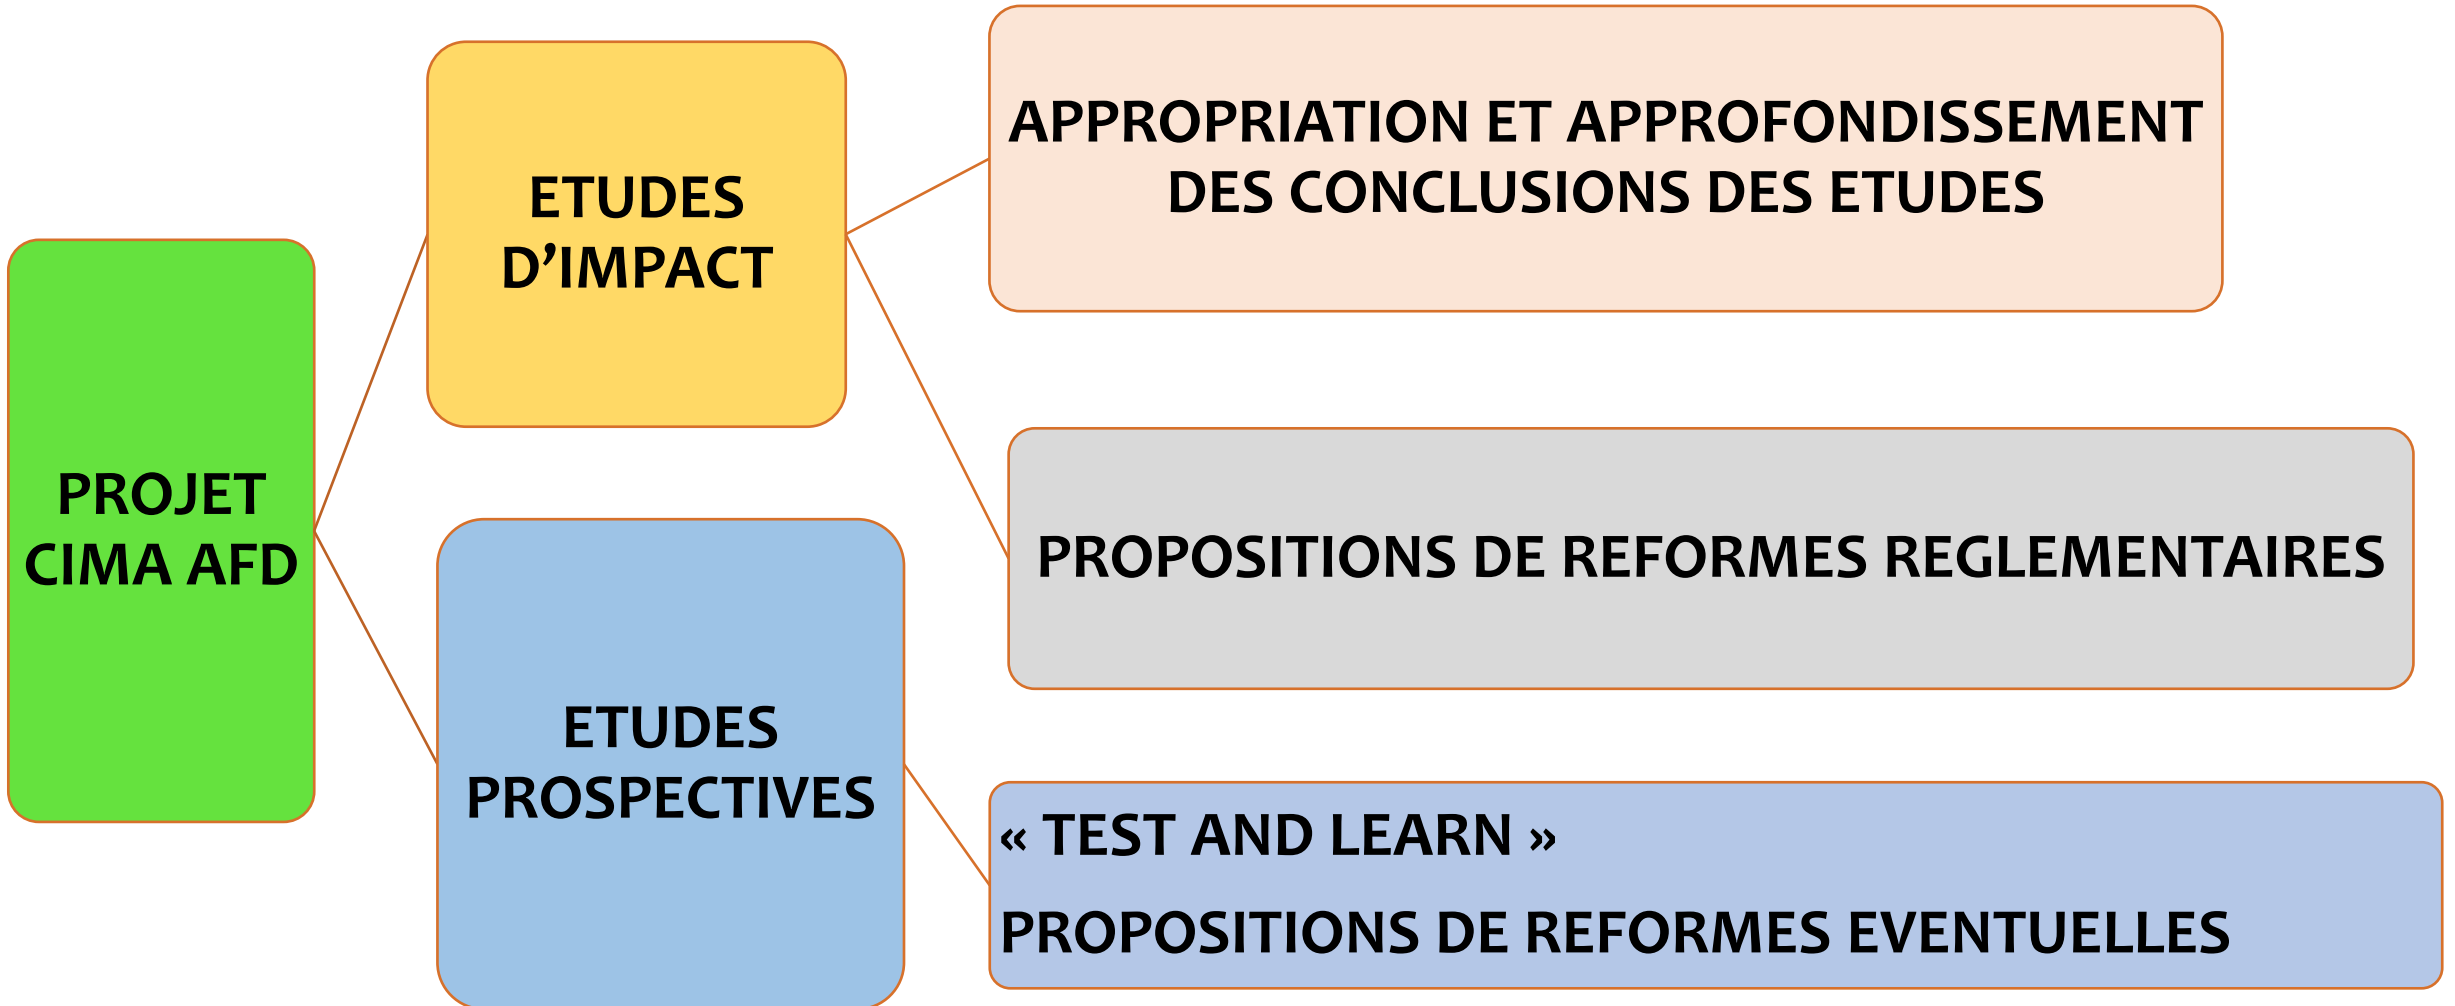 PROJET
CIMA AFD
ETUDES
D’IMPACT
APPROPRIATION ET APPROFONDISSEMENT
DES CONCLUSIONS DES ETUDES
PROPOSITIONS DE REFORMES REGLEMENTAIRES
ETUDES
PROSPECTIVES
« TEST AND LEARN »
PROPOSITIONS DE REFORMES EVENTUELLES